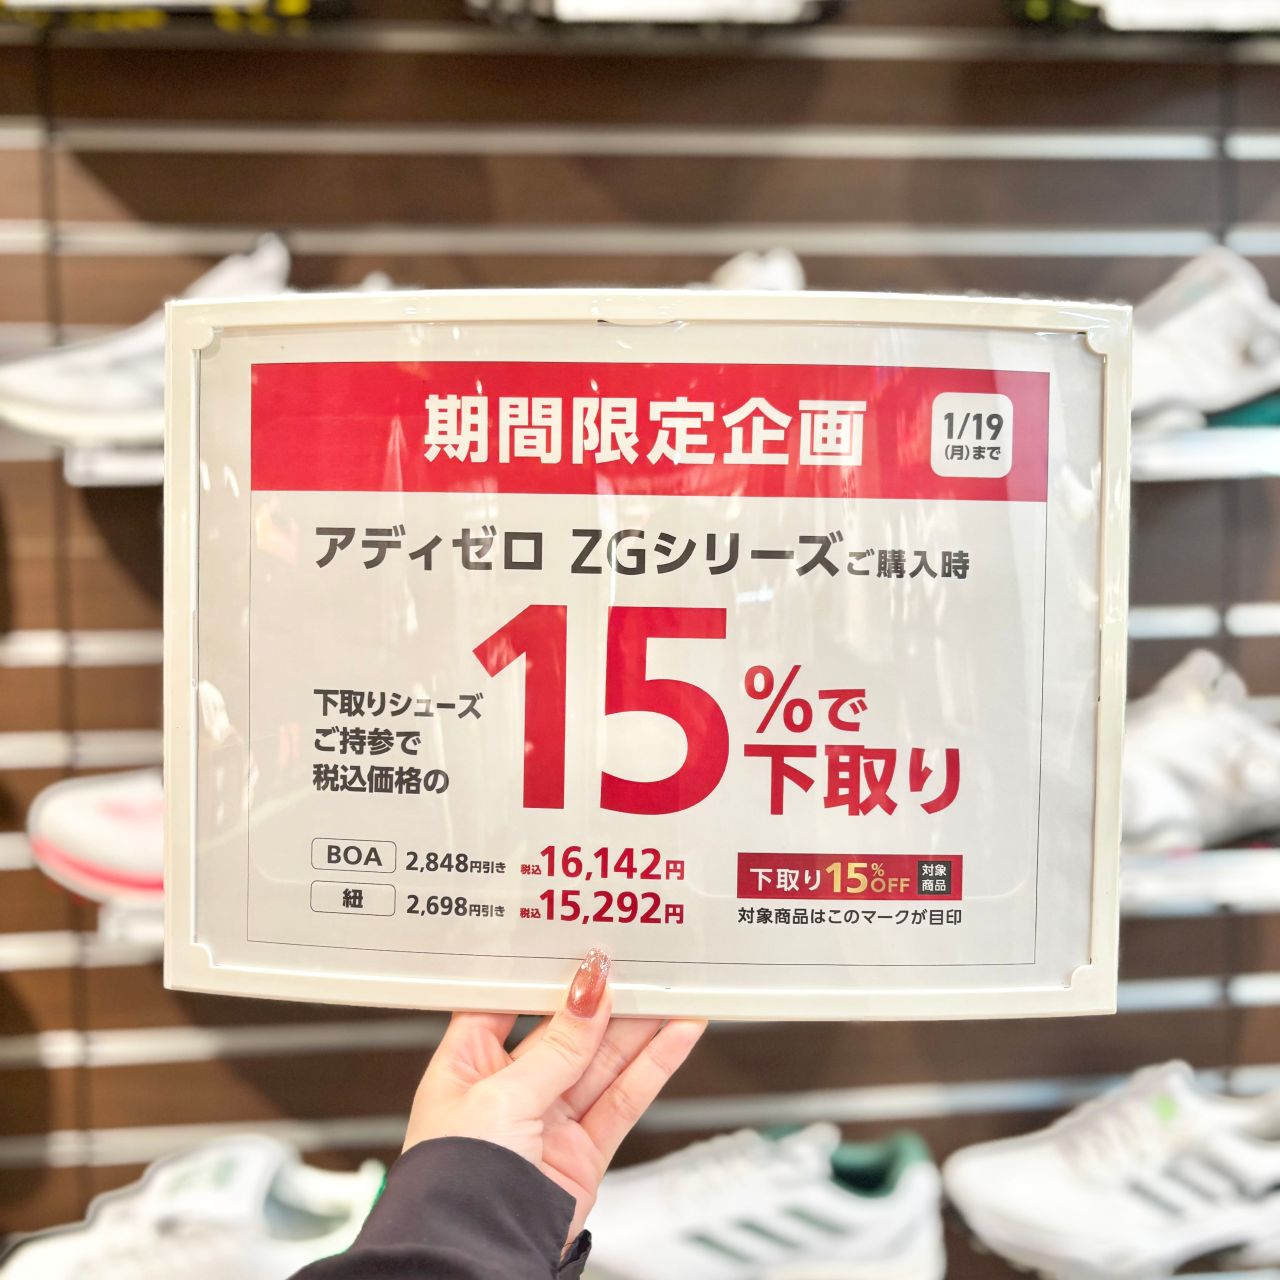 期間限定企画
1/19
(月)まで
アディゼロ ZGシリーズご購入時
下取りシューズ
ご持参で
税込価格の
15%で
下取り
BOA 2,848円引き 税込16,142円
紐 2,698円引き 税込15,292円
下取り15%OFF 対象商品
対象商品はこのマークが目印